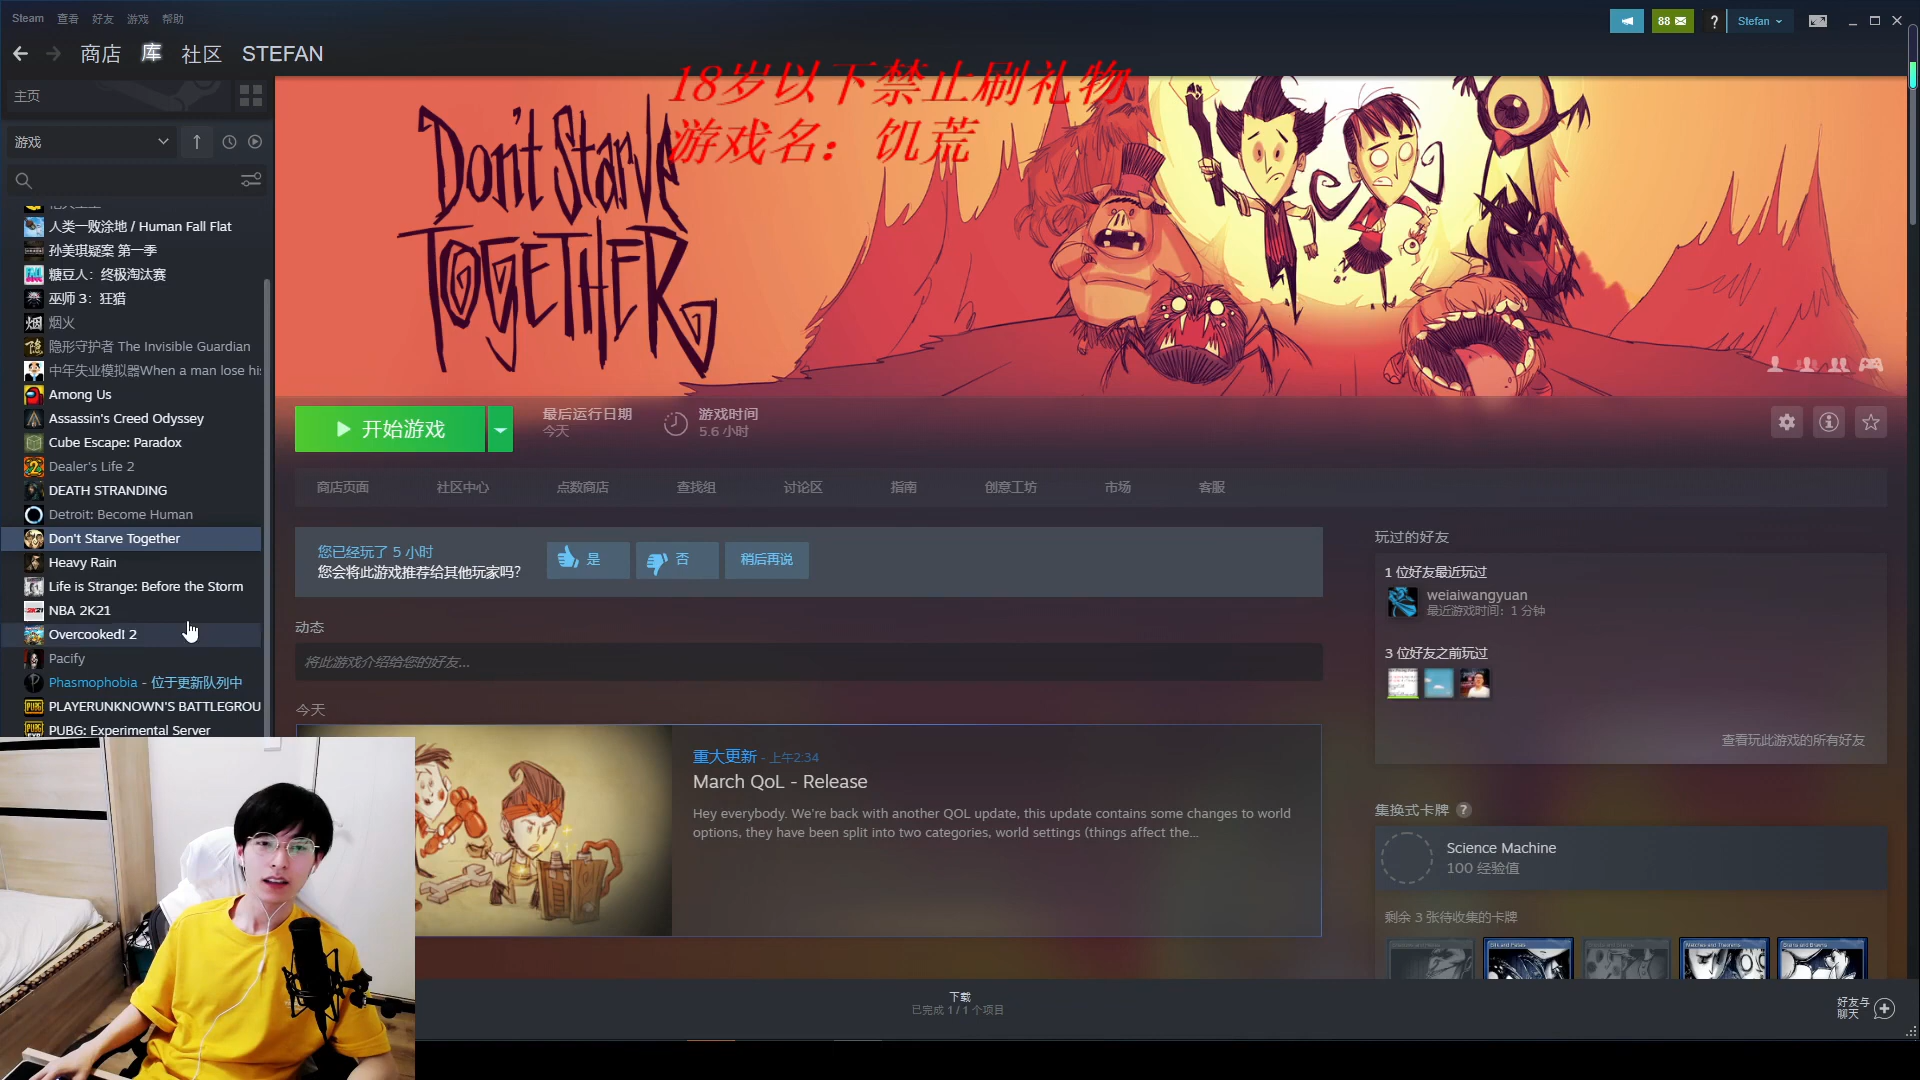 Steam 查看 好友 游戏 帮助
88
?
Stefan
商店 库 社区 STEFAN
18岁以下禁止刷礼物
游戏名：饥荒
主页
游戏
人类一败涂地 / Human Fall Flat
孙美琪疑案 第一季
糖豆人：终极淘汰赛
巫师 3：狂猎
烟火
隐形守护者 The Invisible Guardian
中年失业模拟器When a man lose his
Among Us
Assassin's Creed Odyssey
Cube Escape: Paradox
Dealer's Life 2
DEATH STRANDING
Detroit: Become Human
Don't Starve Together
Heavy Rain
Life is Strange: Before the Storm
NBA 2K21
Overcooked! 2
Pacify
Phasmophobia - 位于更新队列中
PLAYERUNKNOWN'S BATTLEGROU
PUBG: Experimental Server
Don't Starve
TOGETHER
开始游戏
最后运行日期
今天
游戏时间
5.6 小时
商店页面 社区中心 点数商店 查找组 讨论区 指南 创意工坊 市场 客服
您已经玩了 5 小时
您会将此游戏推荐给其他玩家吗?
是 否 稍后再说
动态
将此游戏介绍给您的好友...
今天
重大更新 - 上午2:34
March QoL - Release
Hey everybody. We're back with another QOL update, this update contains some changes to world
options, they have been split into two categories, world settings (things affect the...
玩过的好友
1 位好友最近玩过
weiaiwangyuan
最近游戏时间：1 分钟
3 位好友之前玩过
查看玩此游戏的所有好友
集换式卡牌 ?
Science Machine
100 经验值
剩余 3 张待收集的卡牌
下载
已完成 1 / 1 个项目
好友与
聊天